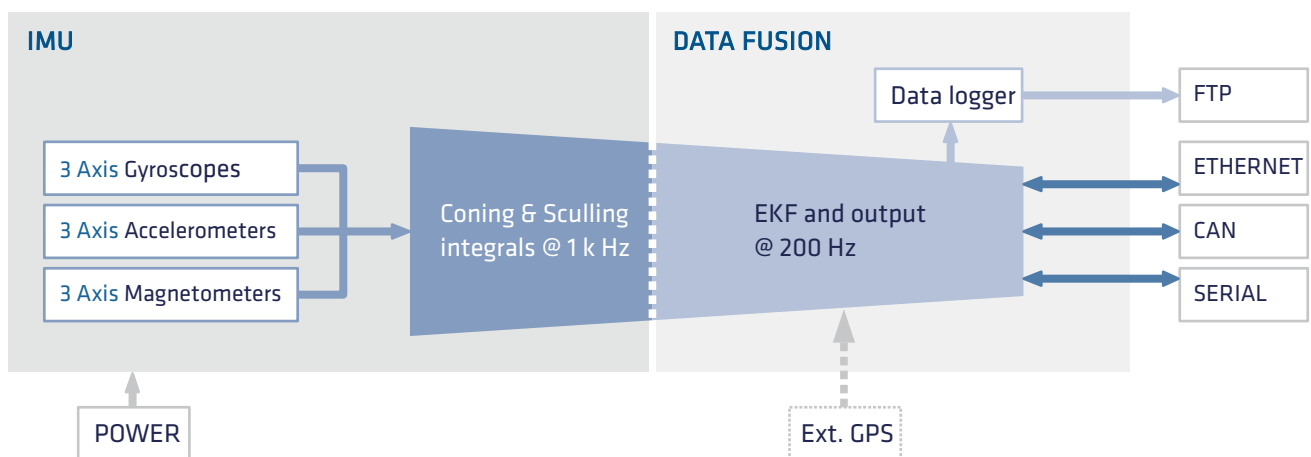 IMU
DATA FUSION
Data logger
FTP
3 Axis Gyroscopes
3 Axis Accelerometers
3 Axis Magnetometers
Coning & Sculling
integrals @ 1 k Hz
EKF and output
@ 200 Hz
ETHERNET
CAN
SERIAL
POWER
Ext. GPS